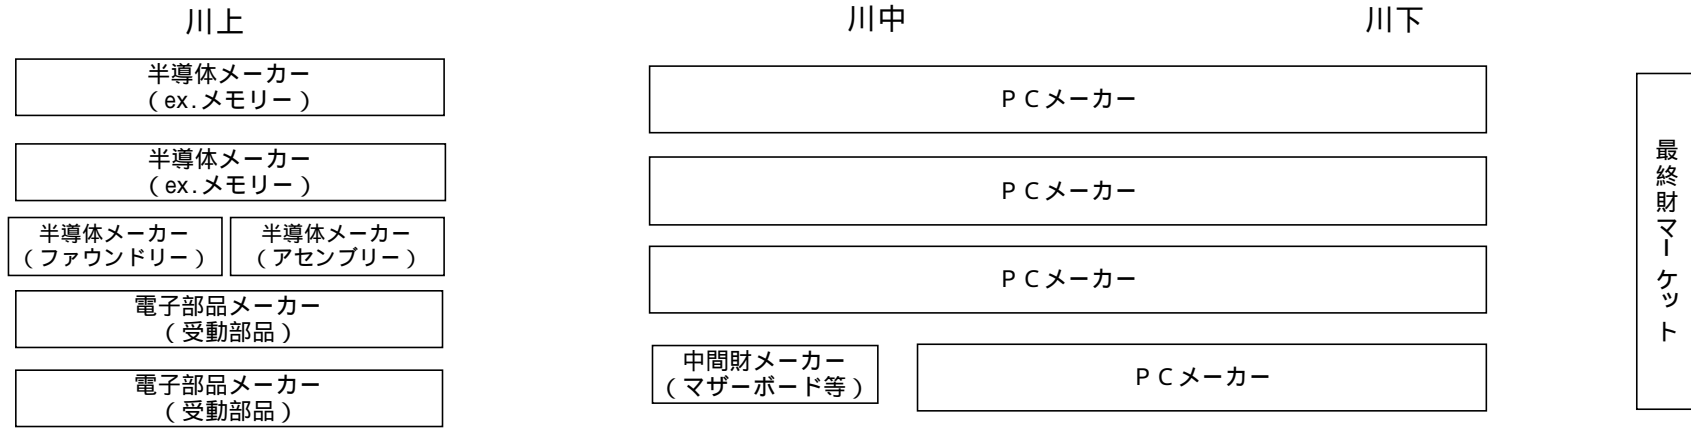 川上
川中
川下
半導体メーカー
（ex.メモリー）
半導体メーカー
（ex.メモリー）
半導体メーカー
（ファウンドリー）
半導体メーカー
（アセンブリー）
電子部品メーカー
（受動部品）
電子部品メーカー
（受動部品）
ＰＣメーカー
ＰＣメーカー
ＰＣメーカー
中間財メーカー
（マザーボード等）
ＰＣメーカー
最終財マーケット